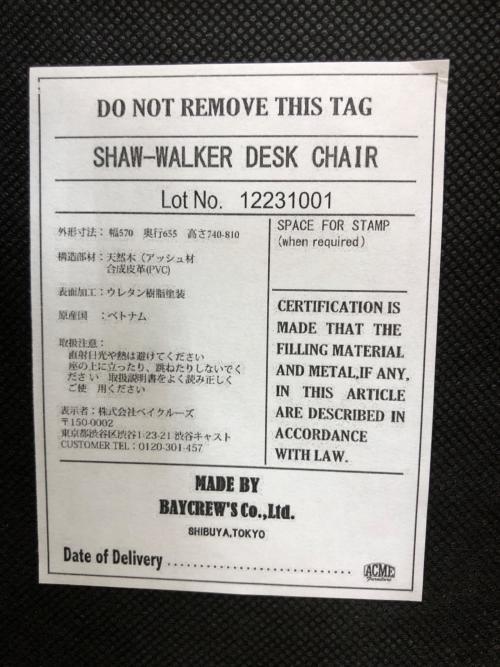 DO NOT REMOVE THIS TAG
SHAW-WALKER DESK CHAIR
Lot No. 12231001
外形寸法：幅570 奥行655 高さ740-810
構造部材：天然木（アッシュ材
合成皮革(PVC)
表面加工：ウレタン樹脂塗装
原産国 ：ベトナム
取扱注意：
直射日光や熱は避けてください
座の上に立ったり、跳ねたりしないでく
ださい 取扱説明書をよく読み正しく
ご使 用ください
表示者：株式会社ベイクルーズ
〒150-0002
東京都渋谷区渋谷1-23-21 渋谷キャスト
CUSTOMER TEL：0120-301-457
SPACE FOR STAMP
(when required)
CERTIFICATION IS
MADE THAT THE
FILLING MATERIAL
AND METAL,IF ANY,
IN THIS ARTICLE
ARE DESCRIBED IN
ACCORDANCE
WITH LAW.
MADE BY
BAYCREW'S Co.,Ltd.
SHIBUYA,TOKYO
Date of Delivery ................................
ACME
Furniture